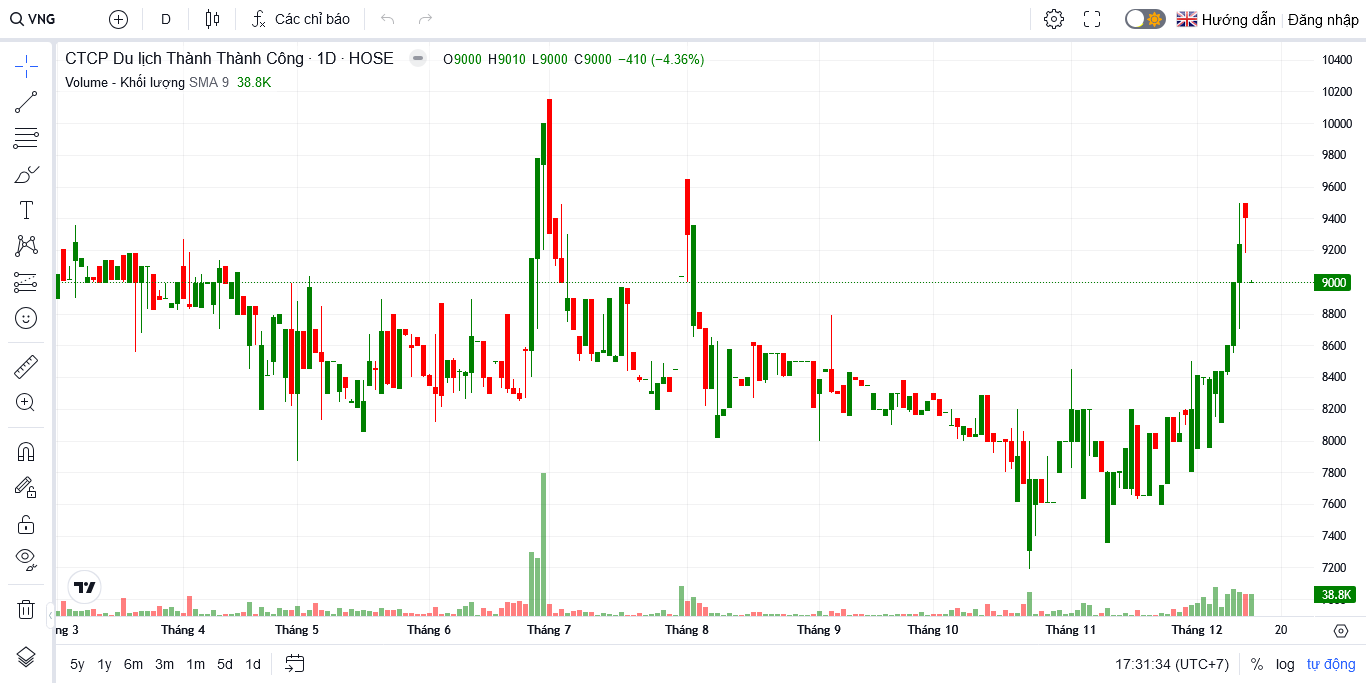 VNG D Các chỉ báo Hướng dẫn Đăng nhập
CTCP Du lịch Thành Thành Công · 1D · HOSE O9000 H9010 L9000 C9000 −410 (−4.36%)
Volume - Khối lượng SMA 9 38.8K
10400
10200
10000
9800
9600
9400
9200
9000
8800
8600
8400
8200
8000
7800
7600
7400
7200
38.8K
ng 3 Tháng 4 Tháng 5 Tháng 6 Tháng 7 Tháng 8 Tháng 9 Tháng 10 Tháng 11 Tháng 12 20
5y 1y 6m 3m 1m 5d 1d 17:31:34 (UTC+7) % log tự động